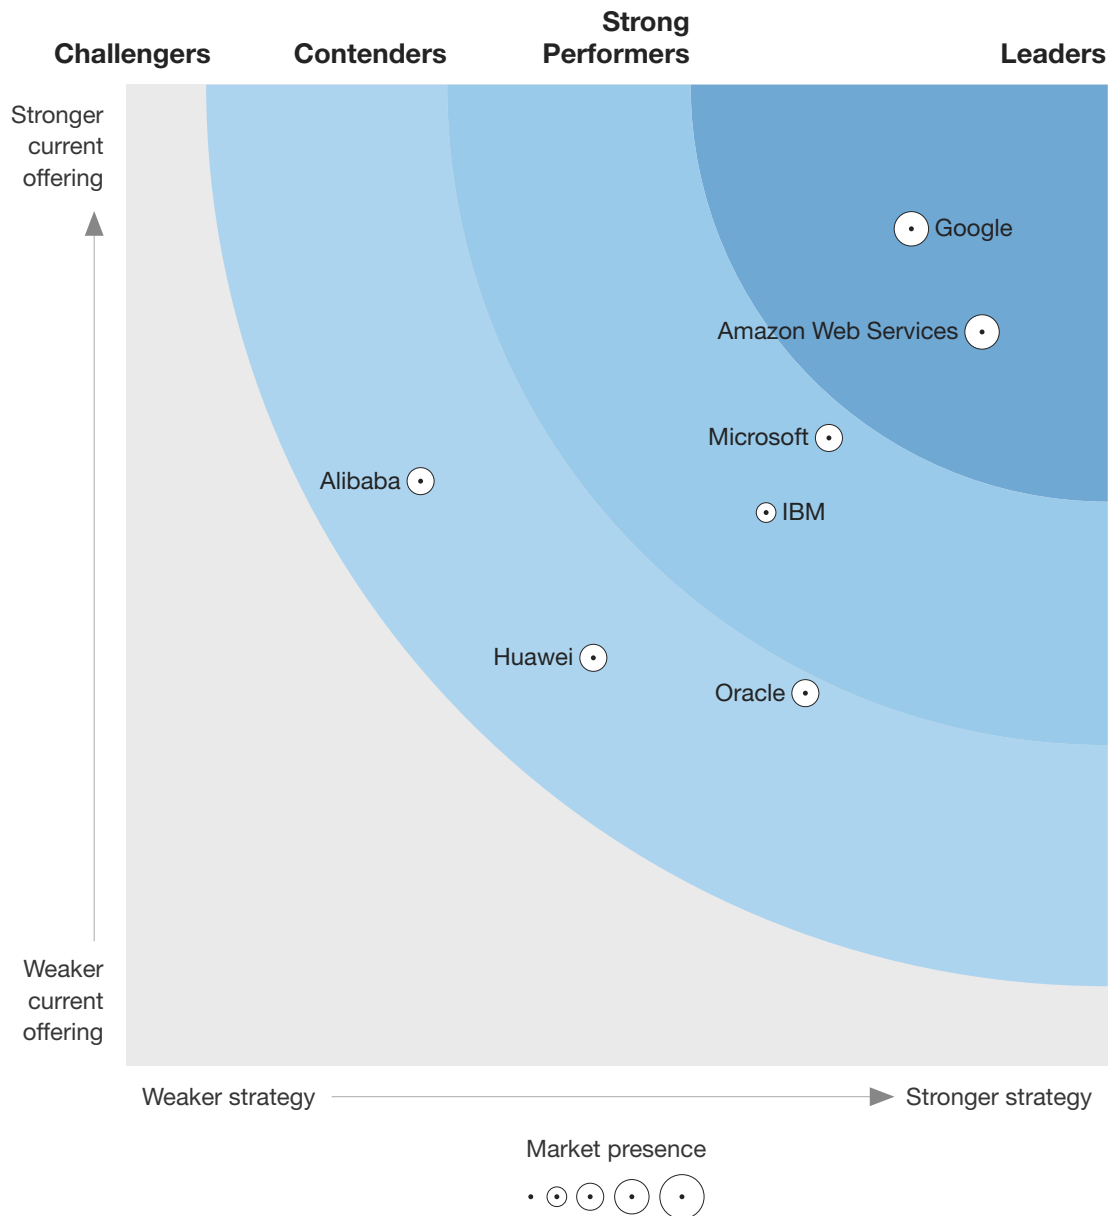 Challengers
Contenders
Strong
Performers
Leaders
Stronger
current
offering
Google
Amazon Web Services
Microsoft
Alibaba
IBM
Huawei
Oracle
Weaker
current
offering
Weaker strategy
Stronger strategy
Market presence